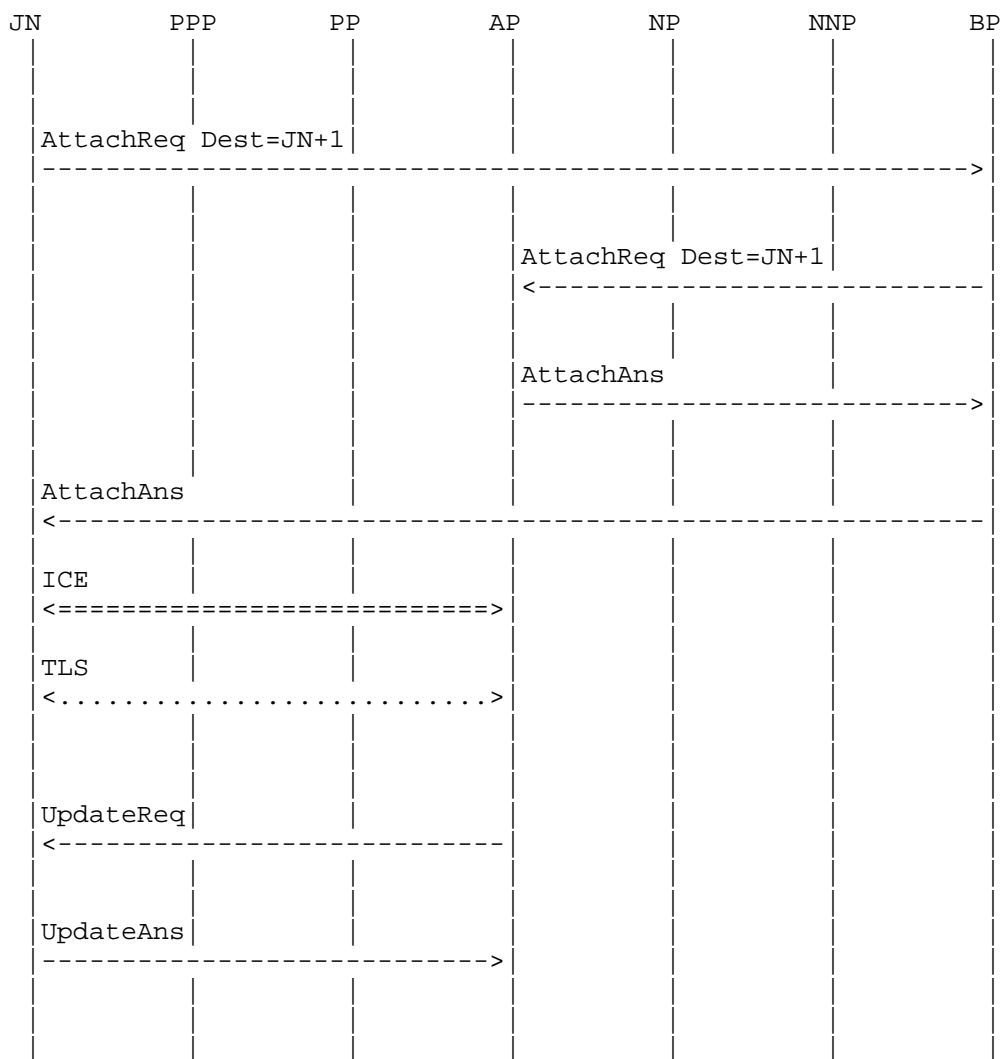 JN PPP PP AP NP NNP BP
AttachReq Dest=JN+1
AttachReq Dest=JN+1
AttachAns
AttachAns
ICE
TLS
UpdateReq
UpdateAns